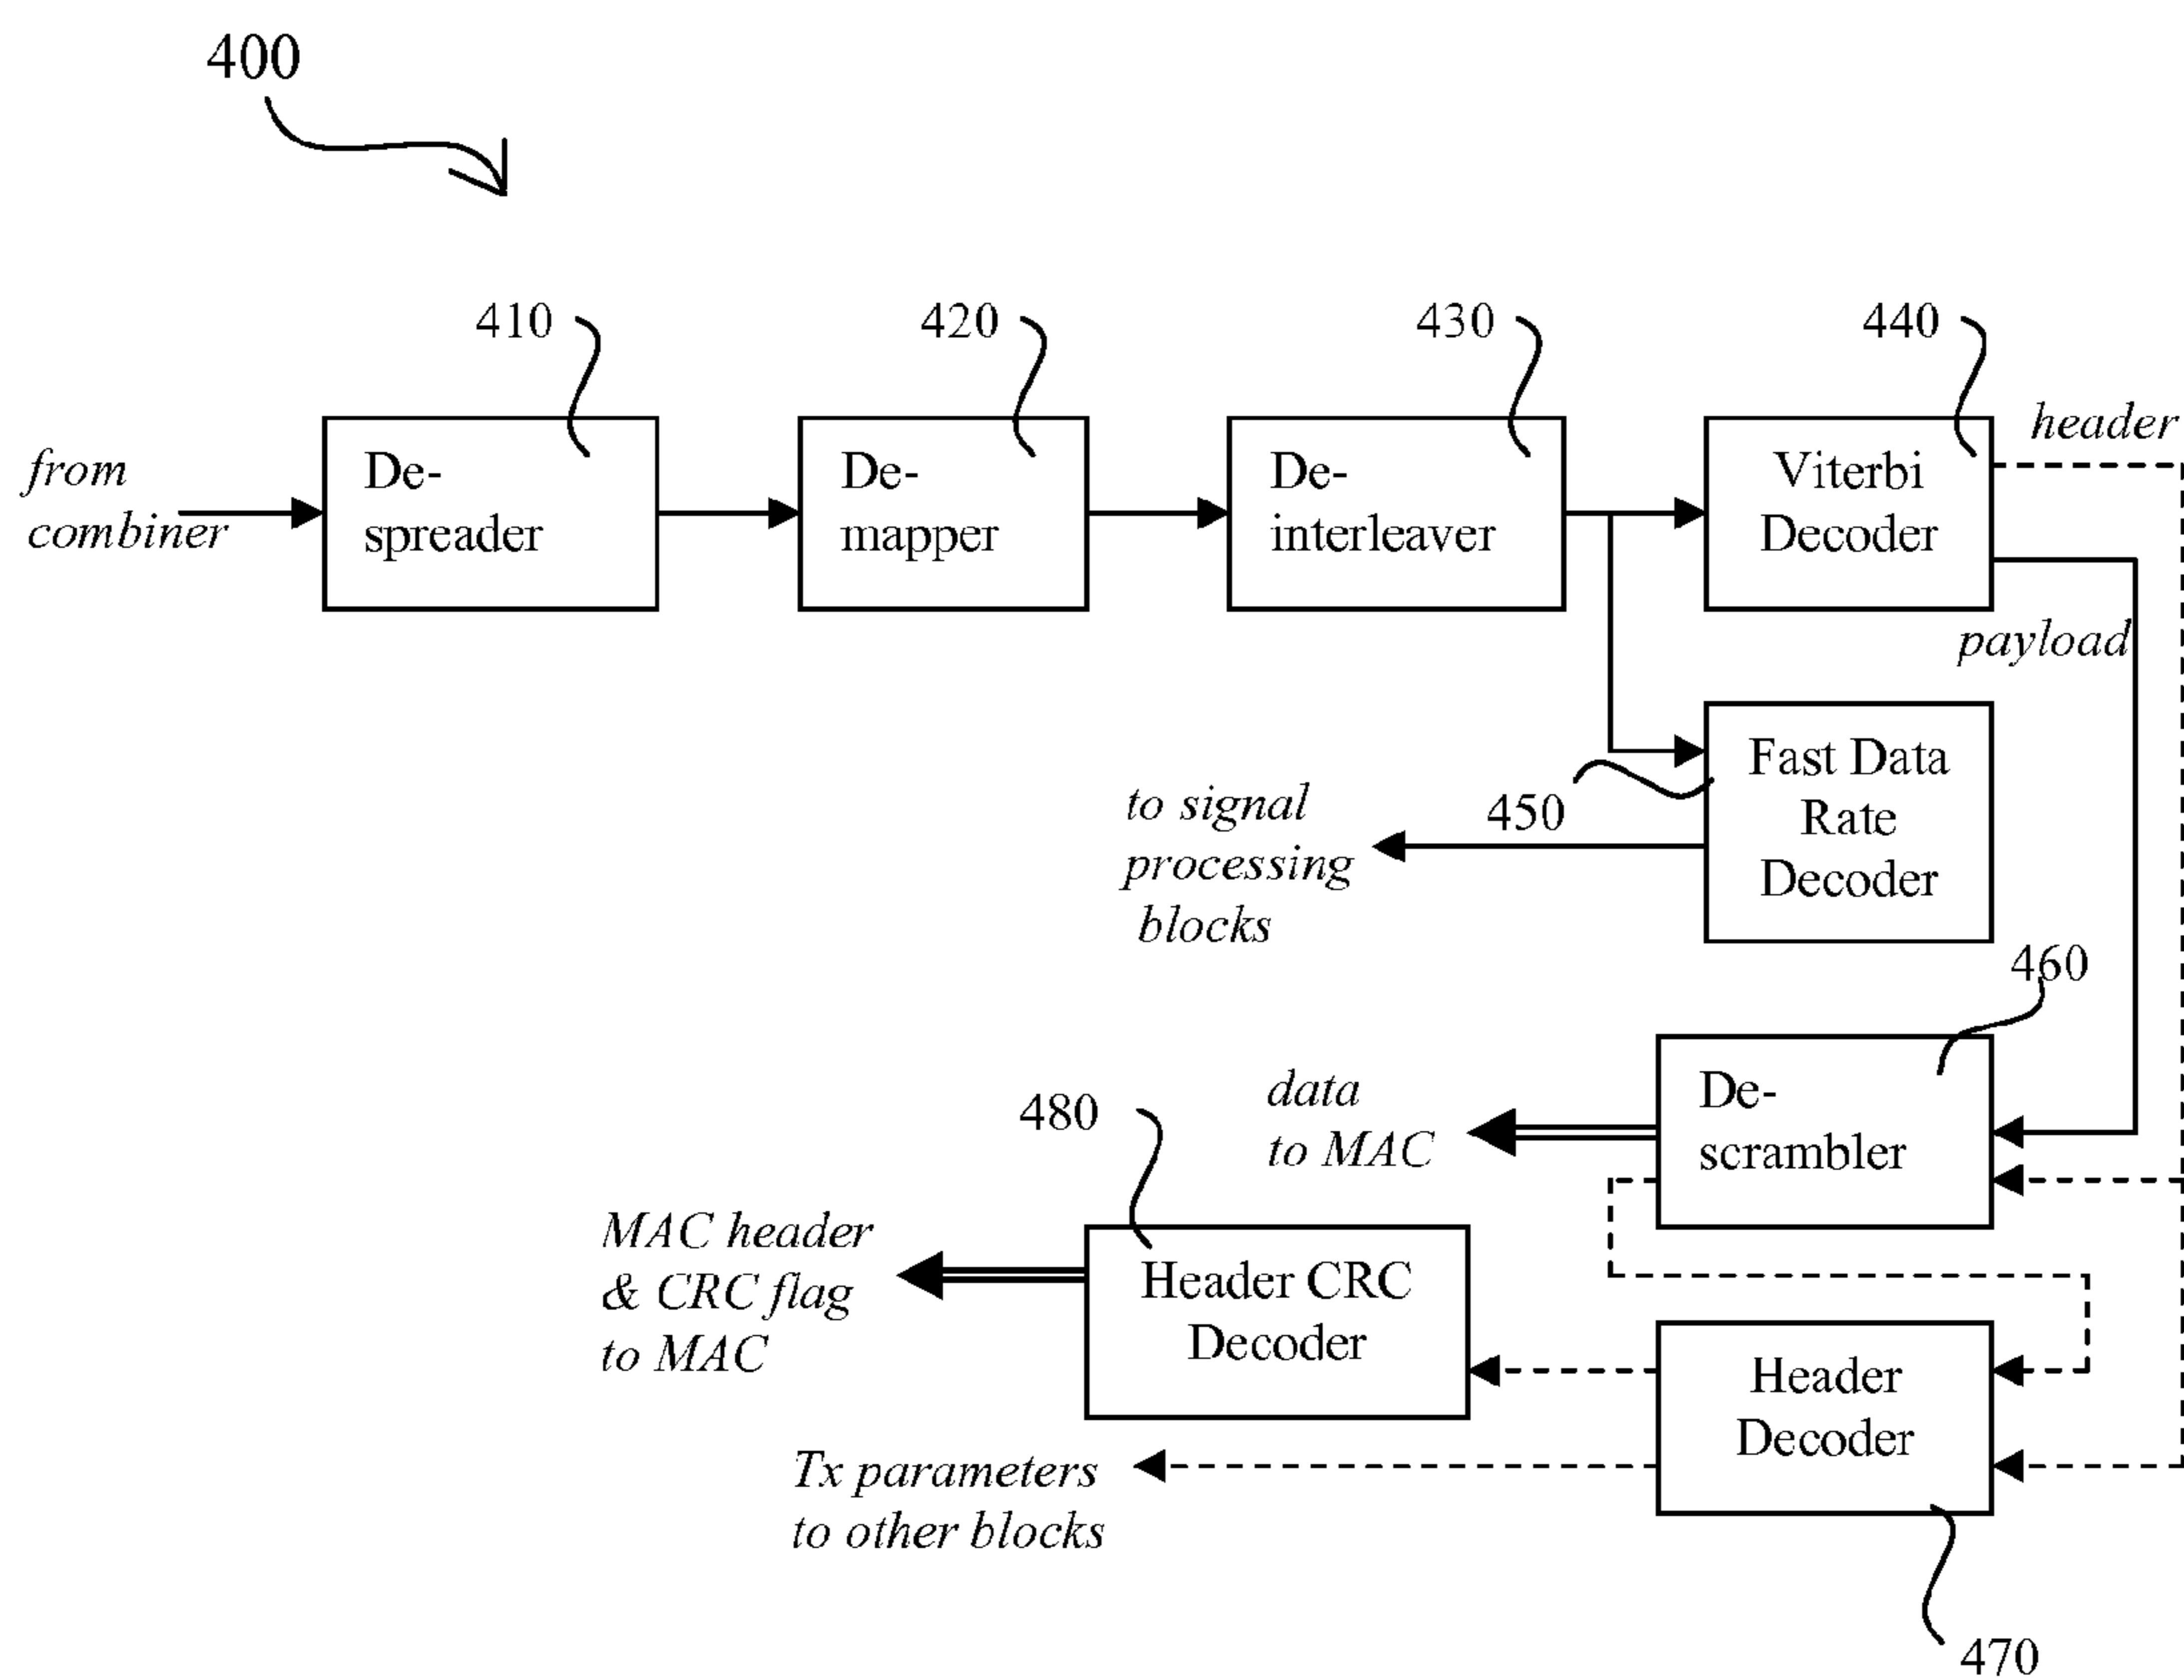 400
410
420
430
440
from
combiner
De-
spreader
De-
mapper
De-
interleaver
Viterbi
Decoder
header
payload
Fast Data
Rate
Decoder
450
to signal
processing
blocks
460
De-
scrambler
data
to MAC
480
Header CRC
Decoder
MAC header
& CRC flag
to MAC
Header
Decoder
Tx parameters
to other blocks
470